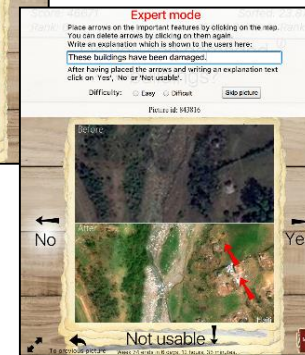 Expert mode
Place arrows on the important features by clicking on the map.
You can delete arrows by clicking on them again.
Write an explanation which is shown to the users here:
These buildings have been damaged.
After having placed the arrows and writing an explanation text
click on 'Yes', 'No' or 'Not usable'.
Difficulty: Easy Difficult Skip picture
Picture id: 843816
Before
After
No
Ye
Not usable
To previous picture